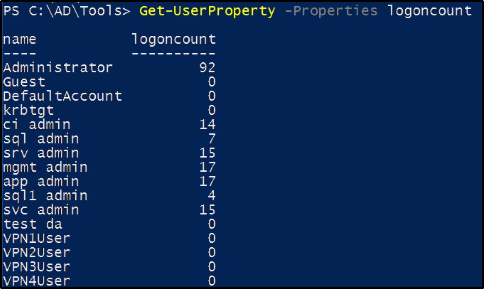 PS C:\AD\Tools> Get-UserProperty -Properties logoncount
name logoncount
---- ----------
Administrator 92
Guest 0
DefaultAccount 0
krbtgt 0
ci admin 14
sql admin 7
srv admin 15
mgmt admin 17
app admin 17
sql1 admin 4
svc admin 15
test da 0
VPN1User 0
VPN2User 0
VPN3User 0
VPN4User 0